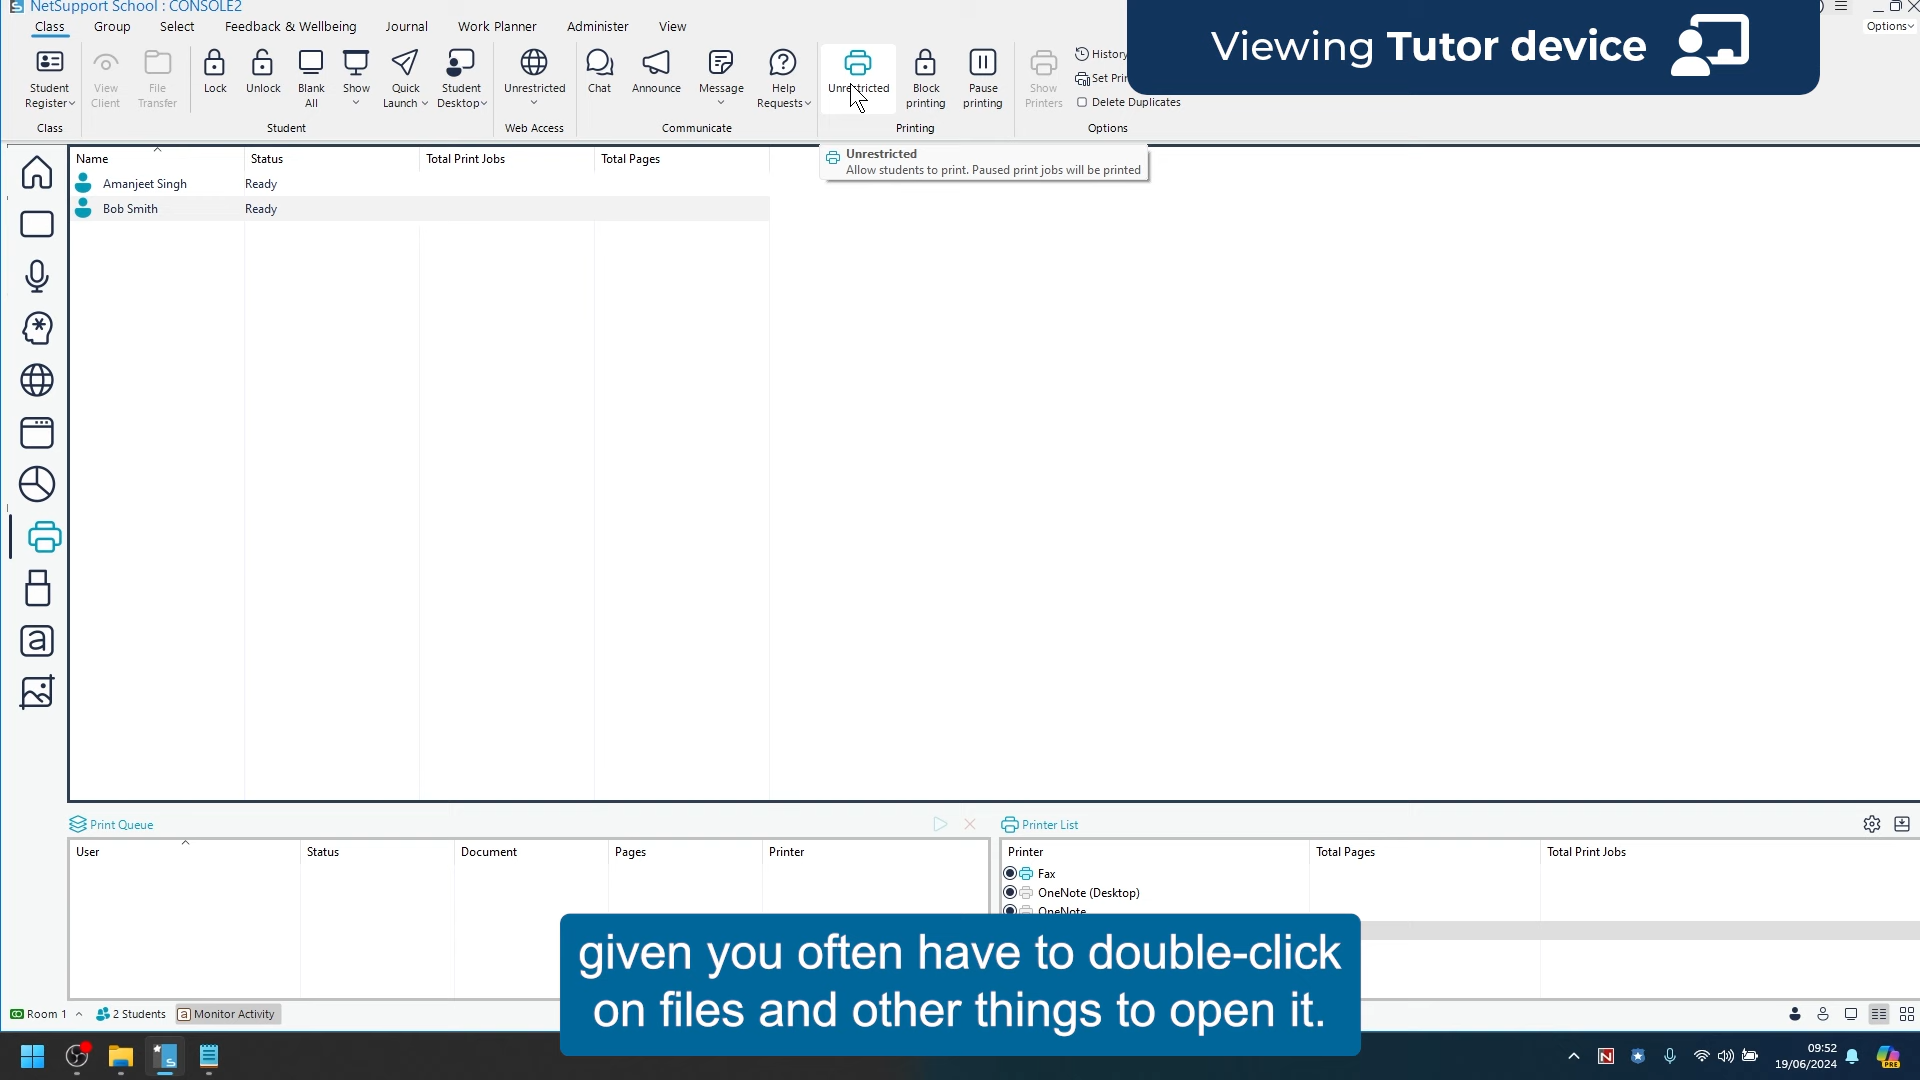 NetSupport School : CONSOLE2
Class Group Select Feedback & Wellbeing Journal Work Planner Administer View
Options
Viewing Tutor device
Student Register
View Client
File Transfer
Lock
Unlock
Blank All
Show
Quick Launch
Student Desktop
Unrestricted
Chat
Announce
Message
Help Requests
Unrestricted
Block printing
Pause printing
Show Printers
History
Set Prin
Delete Duplicates
Class Student Web Access Communicate Printing Options
Unrestricted
Allow students to print. Paused print jobs will be printed
Name Status Total Print Jobs Total Pages
Amanjeet Singh Ready
Bob Smith Ready
Print Queue
User Status Document Pages Printer
Printer List
Printer Total Pages Total Print Jobs
Fax
OneNote (Desktop)
OneNote
given you often have to double-click
on files and other things to open it.
Room 1 2 Students a Monitor Activity
09:52
19/06/2024
PRE